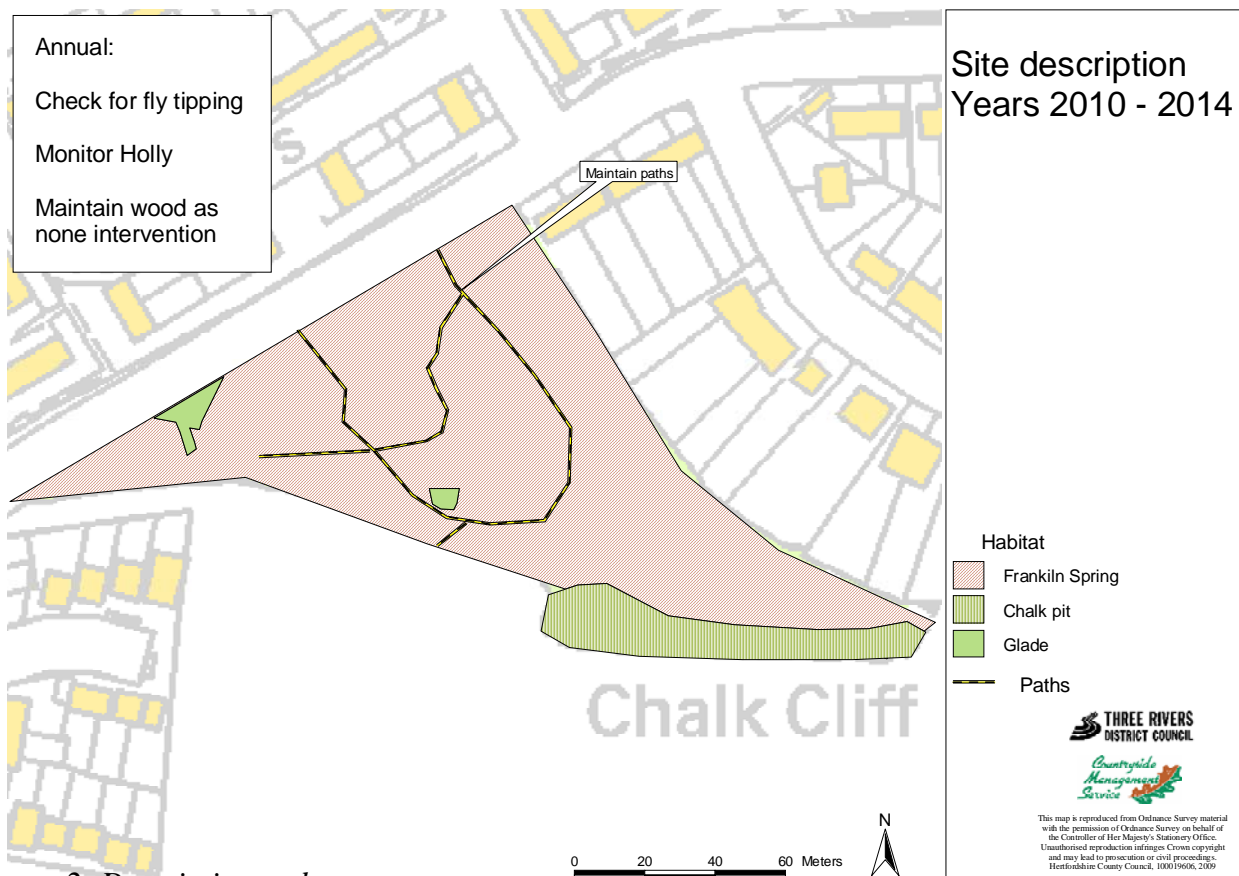 Annual:
Check for fly tipping
Monitor Holly
Maintain wood as
none intervention
s
Maintain paths
Chalk Cliff
0 20 40 60 Meters
N
Site description
Years 2010 - 2014
Habitat
Frankiln Spring
Chalk pit
Glade
Paths
THREE RIVERS
DISTRICT COUNCIL
Countryside
Management
Service
This map is reproduced from Ordnance Survey material
with the permission of Ordnance Survey on behalf of
the Controller of Her Majesty's Stationery Office.
Unauthorised reproduction infringes Crown copyright
and may lead to prosecution or civil proceedings.
Hertfordshire County Council, 100019606, 2009